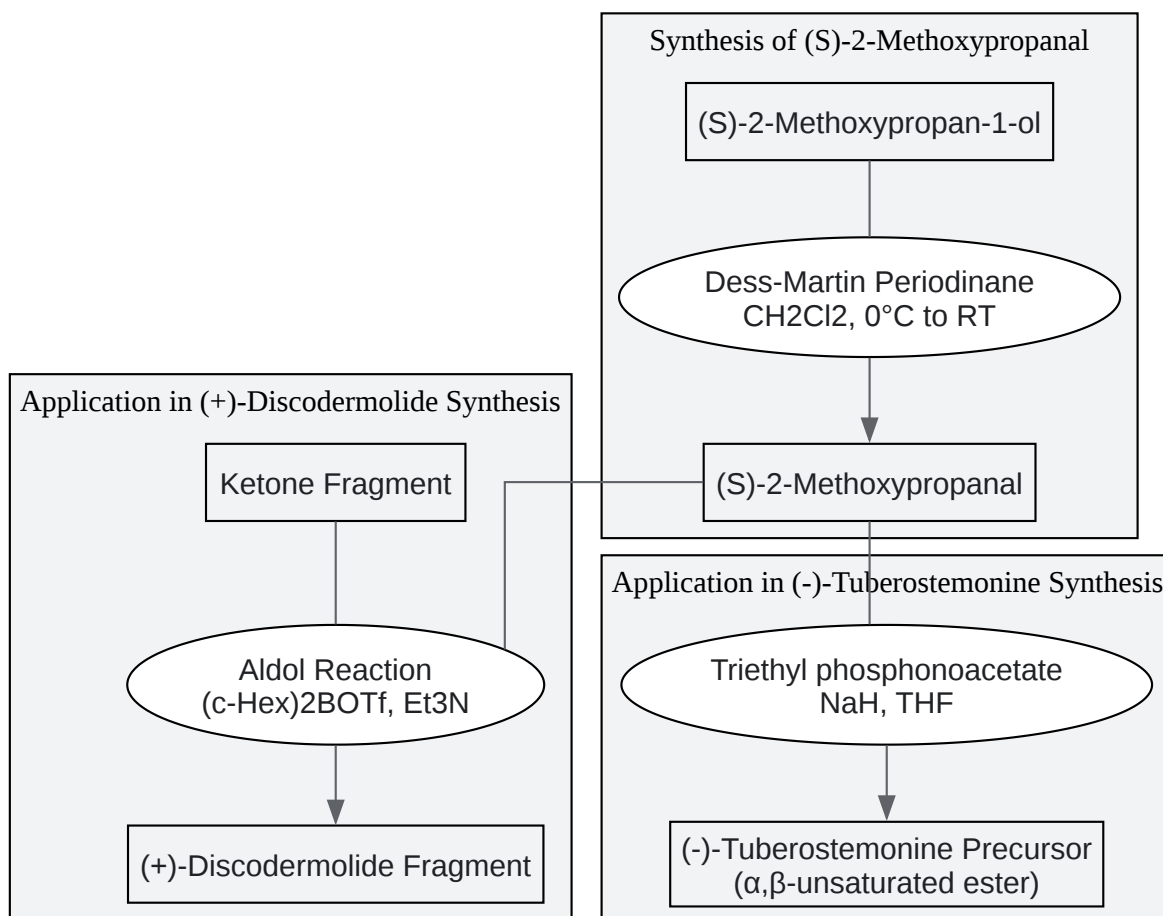 Synthesis of (S)-2-Methoxypropanal
(S)-2-Methoxypropan-1-ol
Dess-Martin Periodinane
CH2Cl2, 0°C to RT
(S)-2-Methoxypropanal
Application in (+)-Discodermolide Synthesis
Ketone Fragment
Aldol Reaction
(c-Hex)2BOTf, Et3N
(+)-Discodermolide Fragment
Application in (-)-Tuberostemonine Synthesis
Triethyl phosphonoacetate
NaH, THF
(-)-Tuberostemonine Precursor
(α,β-unsaturated ester)